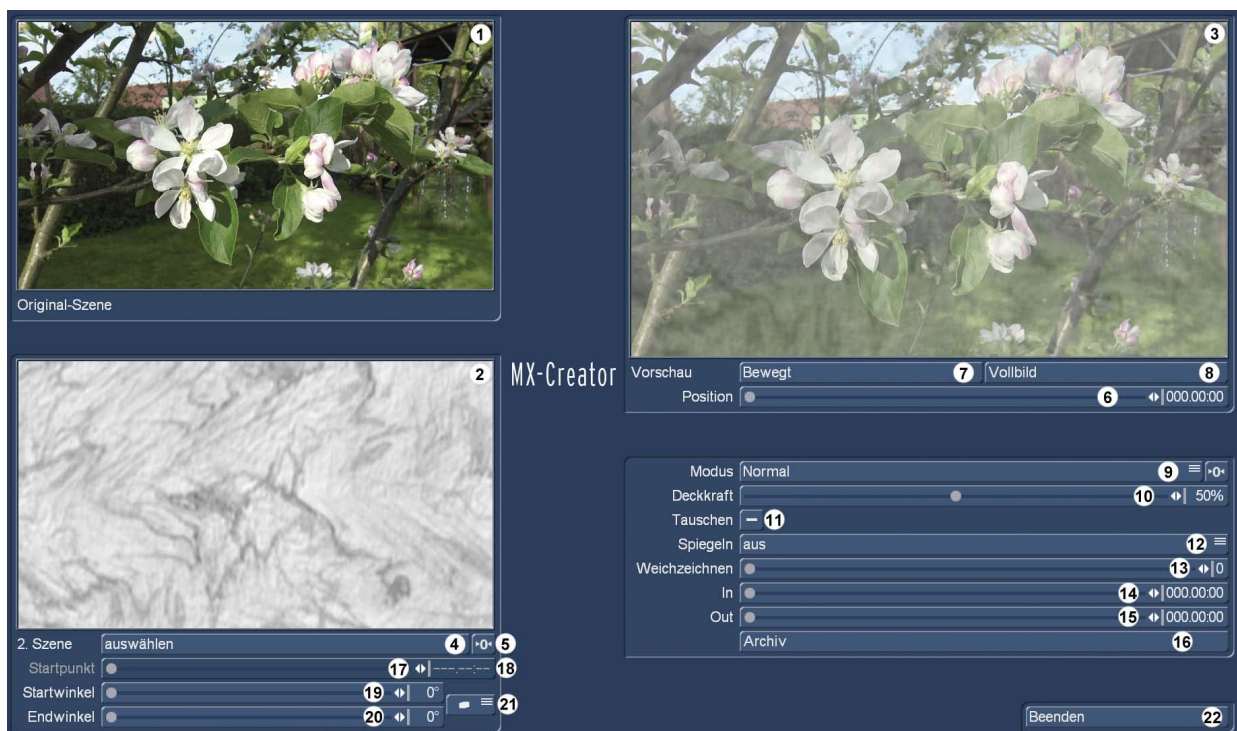 1
Original-Szene
2
2. Szene auswählen 4 ▸0◂ 5
Startpunkt 17 ---.--:-- 18
Startwinkel 19 0°
21
Endwinkel 20 0°
MX-Creator
3
Vorschau Bewegt 7 Vollbild 8
Position 6 000.00:00
Modus Normal 9 ▸0◂
Deckkraft 10 50%
Tauschen 11
Spiegeln aus 12
Weichzeichnen 13 0
In 14 000.00:00
Out 15 000.00:00
Archiv 16
Beenden 22